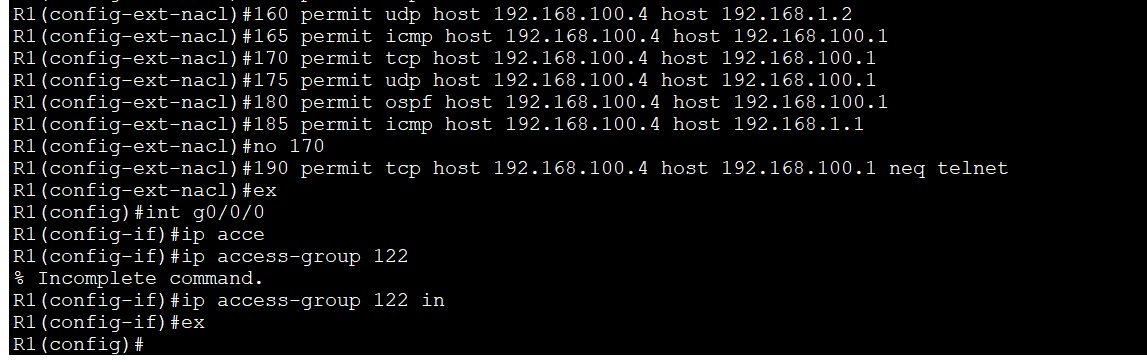 R1(config-ext-nacl)#160 permit udp host 192.168.100.4 host 192.168.1.2
R1(config-ext-nacl)#165 permit icmp host 192.168.100.4 host 192.168.100.1
R1(config-ext-nacl)#170 permit tcp host 192.168.100.4 host 192.168.100.1
R1(config-ext-nacl)#175 permit udp host 192.168.100.4 host 192.168.100.1
R1(config-ext-nacl)#180 permit ospf host 192.168.100.4 host 192.168.100.1
R1(config-ext-nacl)#185 permit icmp host 192.168.100.4 host 192.168.1.1
R1(config-ext-nacl)#no 170
R1(config-ext-nacl)#190 permit tcp host 192.168.100.4 host 192.168.100.1 neq telnet
R1(config-ext-nacl)#ex
R1(config)#int g0/0/0
R1(config-if)#ip acce
R1(config-if)#ip access-group 122
% Incomplete command.
R1(config-if)#ip access-group 122 in
R1(config-if)#ex
R1(config)#